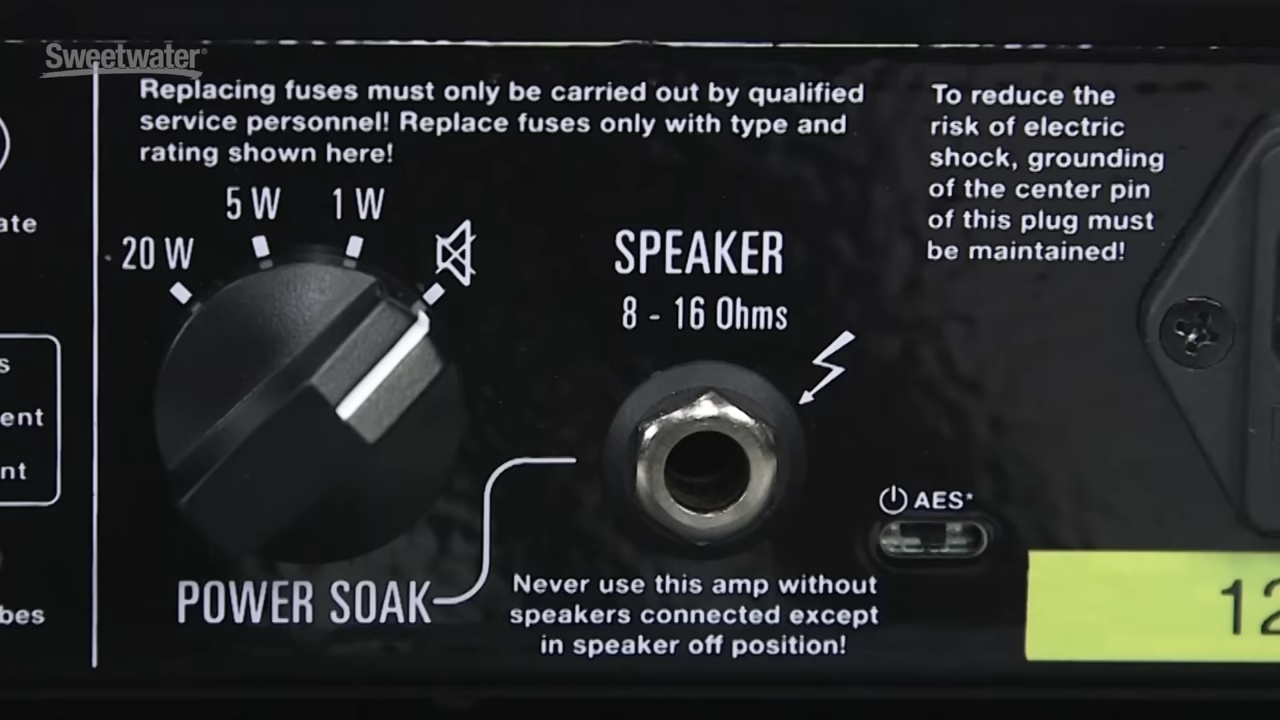 Sweetwater®
Replacing fuses must only be carried out by qualified
service personnel! Replace fuses only with type and
rating shown here!
To reduce the
risk of electric
shock, grounding
of the center pin
of this plug must
be maintained!
20 W
5 W
1 W
SPEAKER
8 - 16 Ohms
AES*
POWER SOAK
Never use this amp without
speakers connected except
in speaker off position!
12